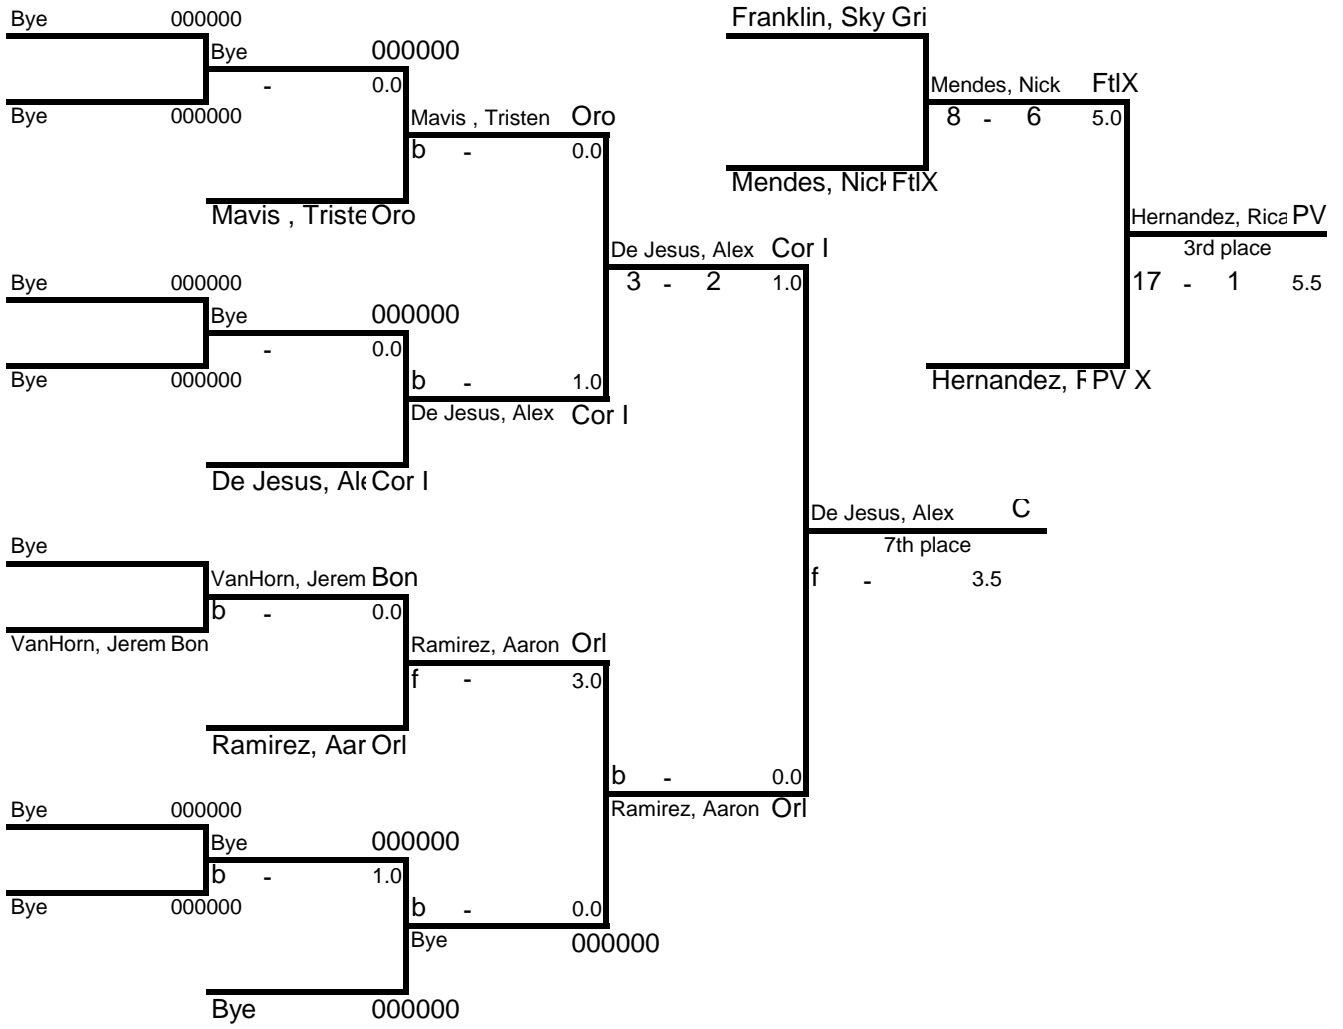 Bye 000000
Franklin, Sky Gri
Bye 000000
- 0.0
Mendes, Nick FtlX
8 - 6 5.0
Bye 000000
Mavis , Tristen Oro
b - 0.0
Mendes, Nick FtlX
Mavis , Triste Oro
Hernandez, Rica PV
3rd place
17 - 1 5.5
De Jesus, Alex Cor I
3 - 2 1.0
Bye 000000
Bye 000000
- 0.0
Bye 000000
b - 1.0
De Jesus, Alex Cor I
Hernandez, R PV X
De Jesus, Ale Cor I
De Jesus, Alex C
7th place
f - 3.5
Bye
VanHorn, Jerem Bon
b - 0.0
VanHorn, Jerem Bon
Ramirez, Aaron Orl
f - 3.0
Ramirez, Aar Orl
b - 0.0
Ramirez, Aaron Orl
Bye 000000
Bye 000000
b - 1.0
Bye 000000
b - 0.0
Bye 000000
Bye 000000